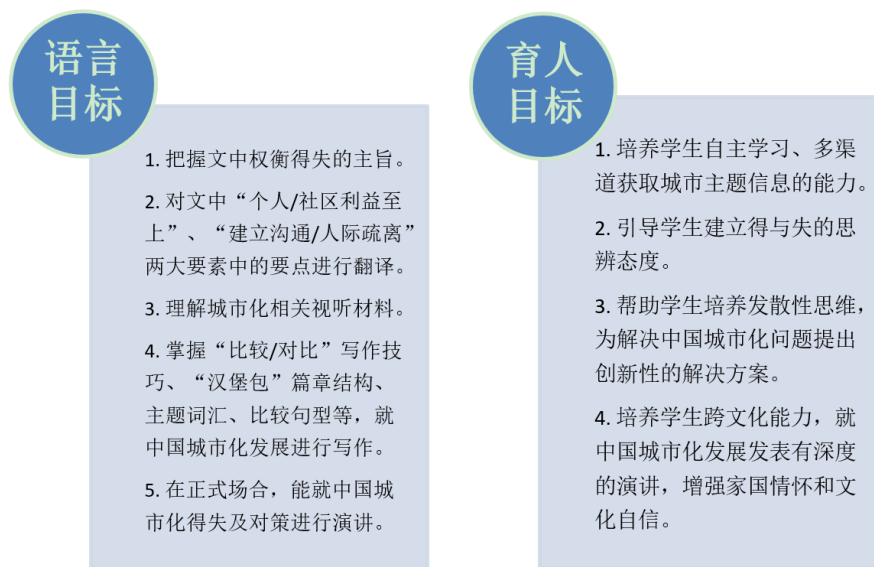 语言
目标
1. 把握文中权衡得失的主旨。
2. 对文中“个人/社区利益至
上”、“建立沟通/人际疏离”
两大要素中的要点进行翻译。
3. 理解城市化相关视听材料。
4. 掌握“比较/对比”写作技
巧、“汉堡包”篇章结构、
主题词汇、比较句型等，就
中国城市化发展进行写作。
5. 在正式场合，能就中国城
市化得失及对策进行演讲。
育人
目标
1. 培养学生自主学习、多渠
道获取城市主题信息的能力。
2. 引导学生建立得与失的思
辨态度。
3. 帮助学生培养发散性思维，
为解决中国城市化问题提出
创新性的解决方案。
4. 培养学生跨文化能力，就
中国城市化发展发表有深度
的演讲，增强家国情怀和文
化自信。